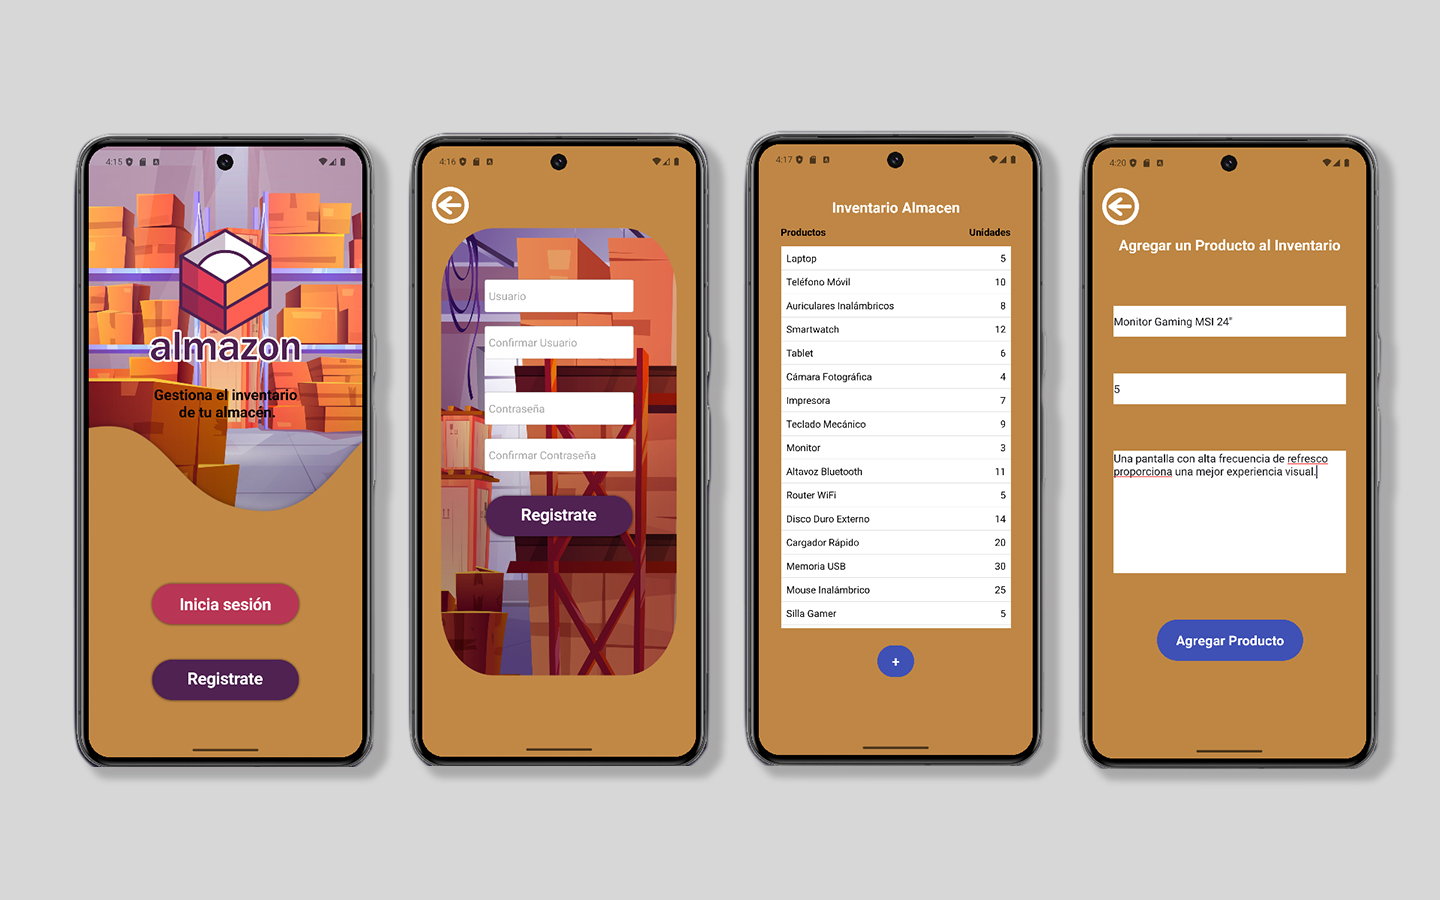 4:15
almazon
Gestiona el inventario
de tu almacén.
Inicia sesión
Registrate
4:16
Usuario
Confirmar Usuario
Contraseña
Confirmar Contraseña
Registrate
4:17
Inventario Almacen
Productos Unidades
Laptop 5
Teléfono Móvil 10
Auriculares Inalámbricos 8
Smartwatch 12
Tablet 6
Cámara Fotográfica 4
Impresora 7
Teclado Mecánico 9
Monitor 3
Altavoz Bluetooth 11
Router WiFi 5
Disco Duro Externo 14
Cargador Rápido 20
Memoria USB 30
Mouse Inalámbrico 25
Silla Gamer 5
+
4:20
Agregar un Producto al Inventario
Monitor Gaming MSI 24"
5
Una pantalla con alta frecuencia de refresco
proporciona una mejor experiencia visual.
Agregar Producto